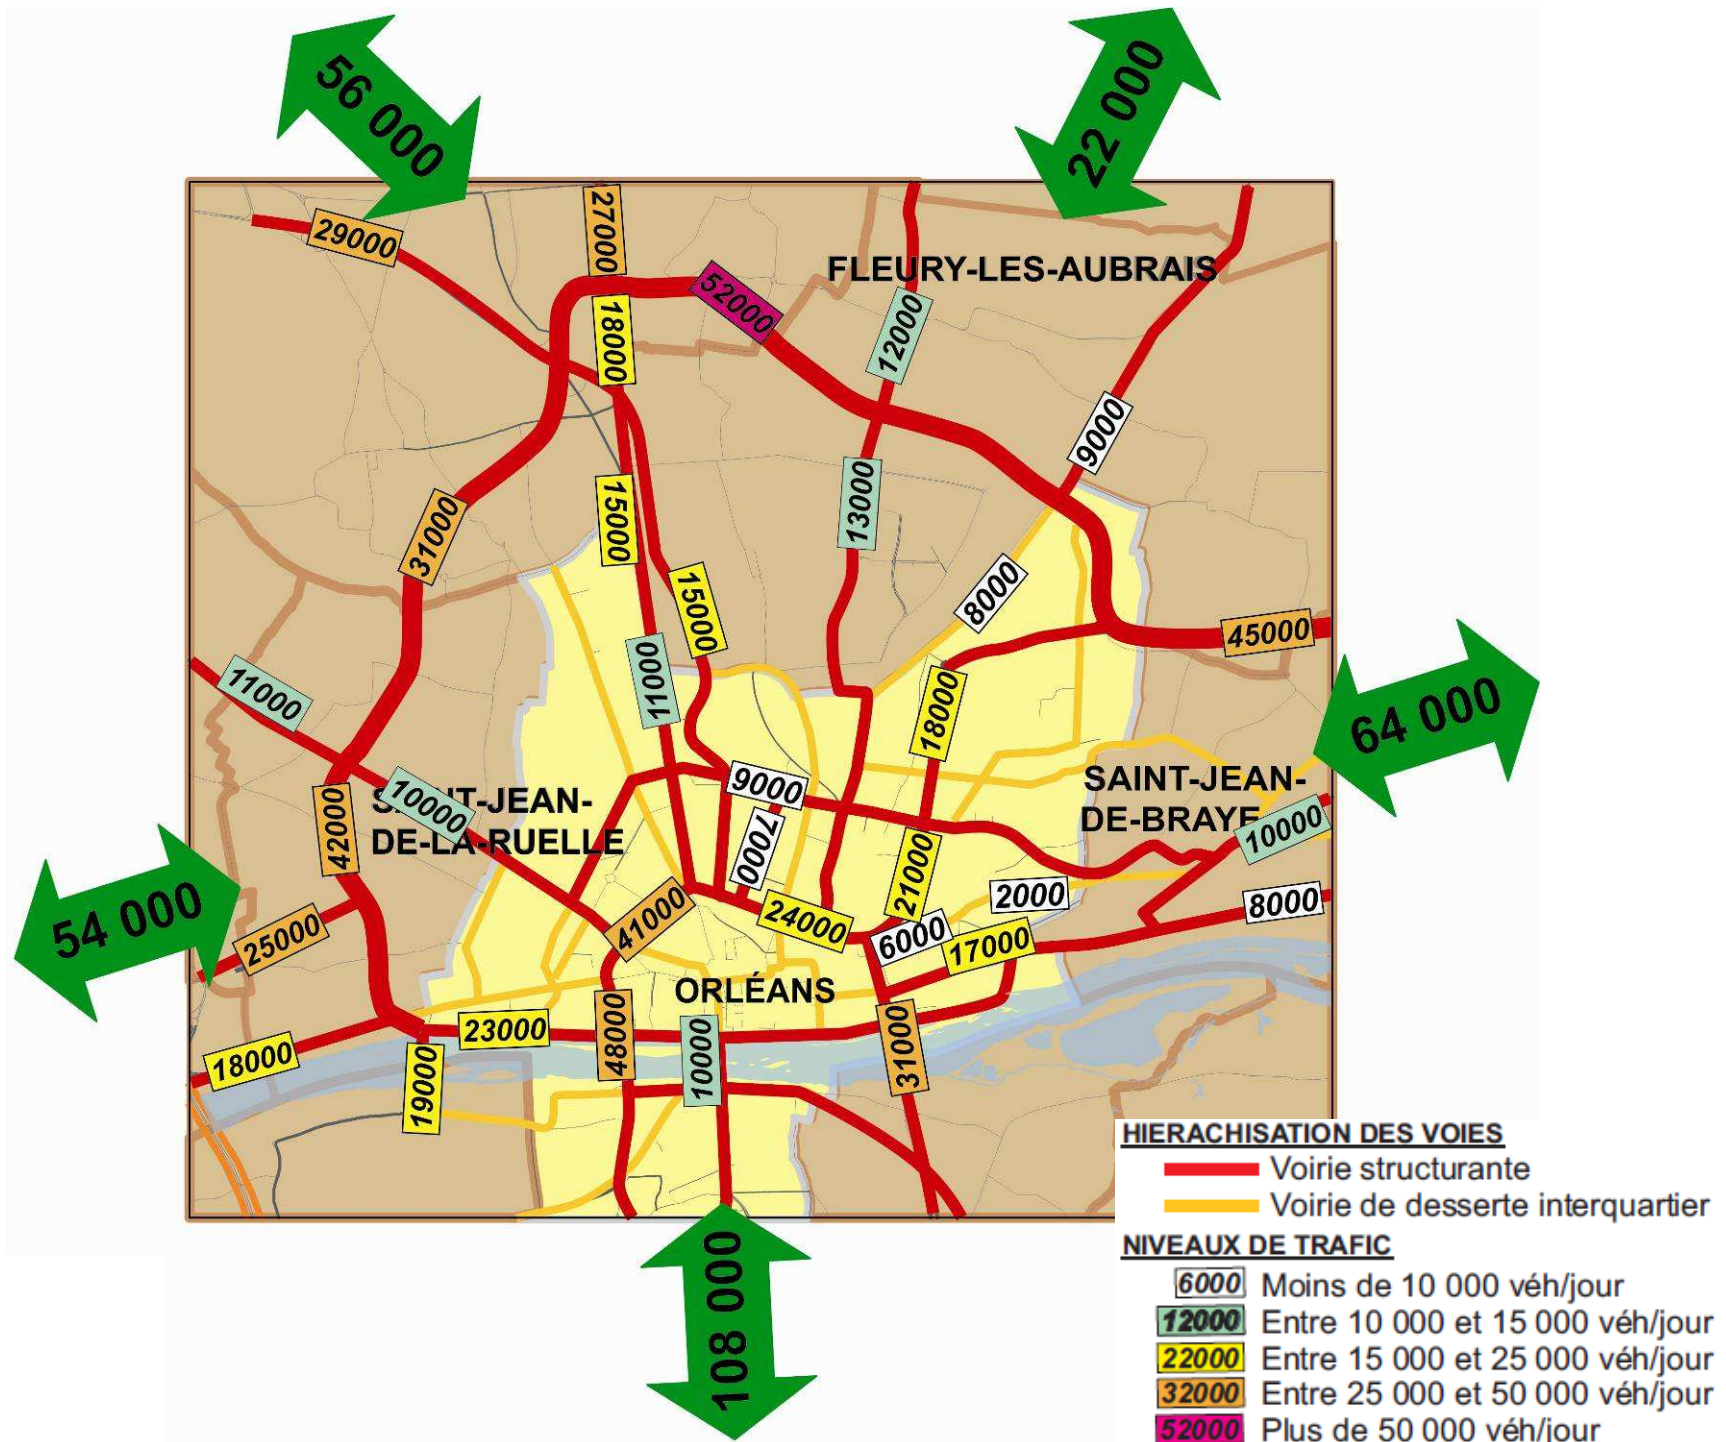 56 000
22 000
27000
29000
FLEURY-LES-AUBRAIS
52000
18000
12000
9000
31000
15000
13000
8000
15000
45000
11000
11000
18000
64 000
9000
SAINT-JEAN-
DE-BRAYE
10000
10000
42000
T-JEAN-
DE-LA-RUELLE
7000
21000
2000
8000
54 000
41000
24000
6000
17000
25000
ORLÉANS
23000
48000
10000
31000
18000
19000
108 000
HIERACHISATION DES VOIES
Voirie structurante
Voirie de desserte interquartier
NIVEAUX DE TRAFIC
6000 Moins de 10 000 véh/jour
12000 Entre 10 000 et 15 000 véh/jour
22000 Entre 15 000 et 25 000 véh/jour
32000 Entre 25 000 et 50 000 véh/jour
52000 Plus de 50 000 véh/jour